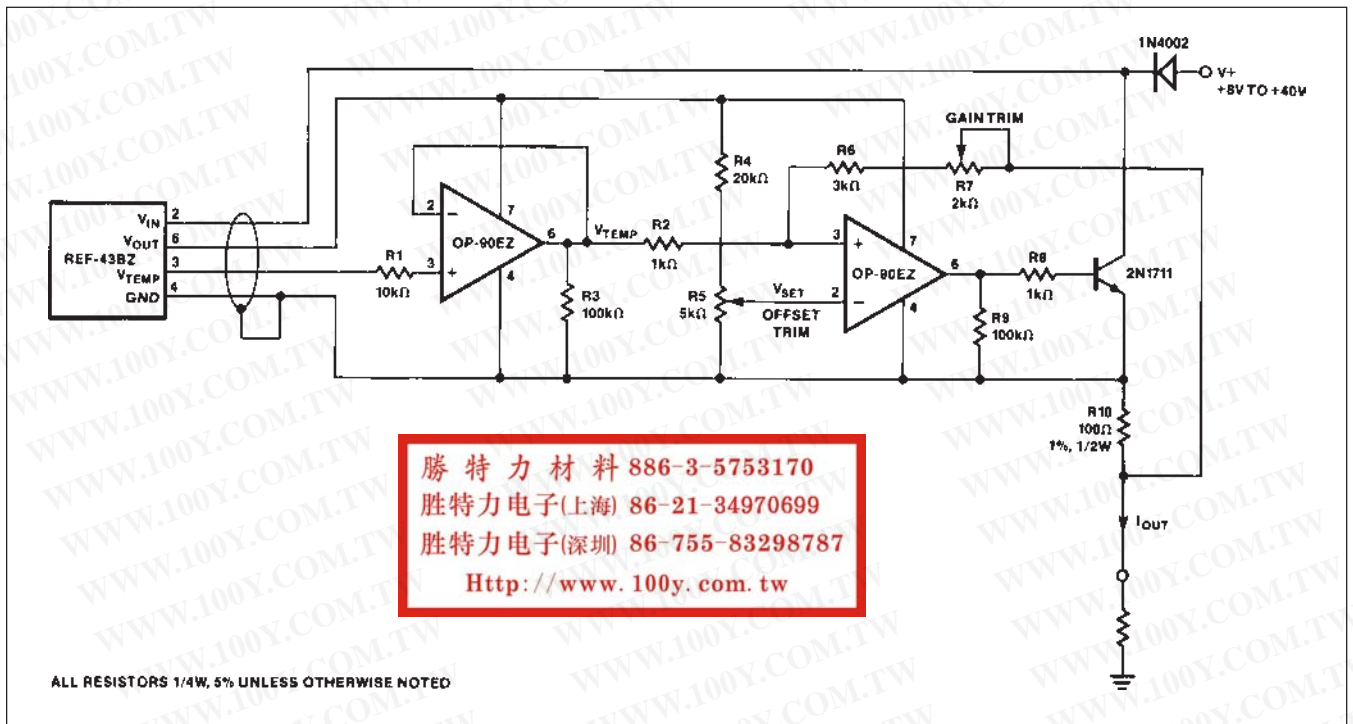 1N4002
V+
+8V TO +40V
GAIN TRIM
R4
20kΩ
R6
3kΩ
R7
2kΩ
2
VIN
6
VOUT
REF-43BZ
3
VTEMP
4
GND
R1
10kΩ
2
−
7
OP-90EZ
6
3
+
4
VTEMP
R2
1kΩ
R3
100kΩ
R5
5kΩ
VSET
OFFSET
TRIM
3
+
7
OP-90EZ
6
2
−
4
R8
1kΩ
2N1711
R9
100kΩ
R10
100Ω
1%, 1/2W
IOUT
勝 特 力 材 料 886-3-5753170
胜特力电子(上海) 86-21-34970699
胜特力电子(深圳) 86-755-83298787
Http://www.100y.com.tw
ALL RESISTORS 1/4W, 5% UNLESS OTHERWISE NOTED
WWW.100Y.COM.TW